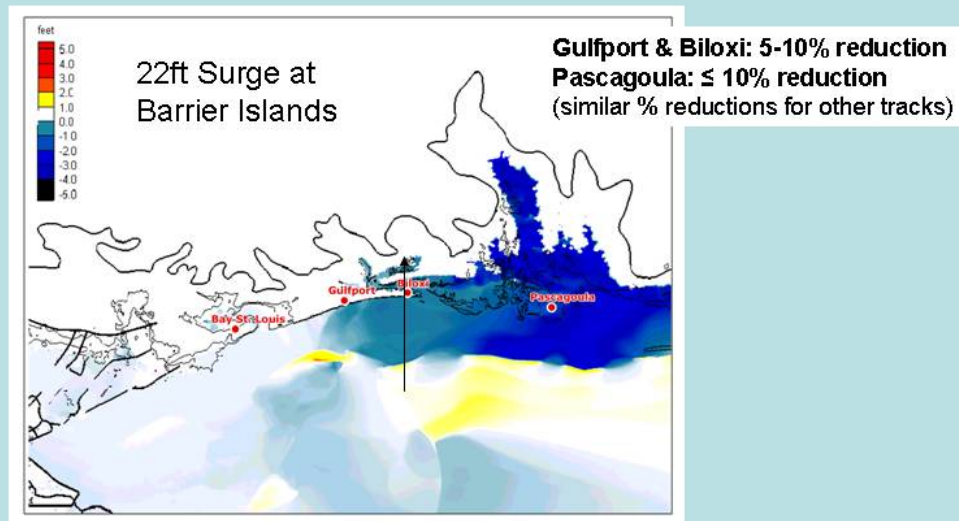 feet
5.0
4.0
3.0
2.0
1.0
0.0
-1.0
-2.0
-3.0
-4.0
-5.0
22ft Surge at
Barrier Islands
Gulfport & Biloxi: 5-10% reduction
Pascagoula: ≤ 10% reduction
(similar % reductions for other tracks)
Biloxi
Gulfport
Pascagoula
Bay St. Louis